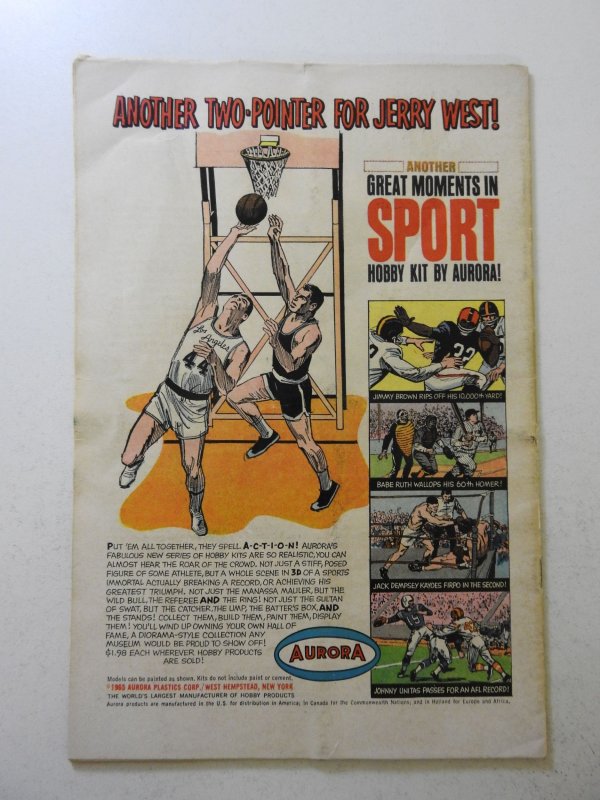 ANOTHER TWO-POINTER FOR JERRY WEST!
ANOTHER
GREAT MOMENTS IN
SPORT
HOBBY KIT BY AURORA!
Los Angeles
44
32
JIMMY BROWN RIPS OFF HIS 10,000th YARD!
BABE RUTH WALLOPS HIS 60th HOMER!
JACK DEMPSEY KAYOES FIRPO IN THE SECOND!
JOHNNY UNITAS PASSES FOR AN AFL RECORD!
PUT 'EM ALL TOGETHER, THEY SPELL A-C-T-I-O-N! AURORA'S
FABULOUS NEW SERIES OF HOBBY KITS ARE SO REALISTIC, YOU CAN
ALMOST HEAR THE ROAR OF THE CROWD. NOT JUST A STIFF, POSED
FIGURE OF SOME ATHLETE, BUT A WHOLE SCENE IN 3D OF A SPORTS
IMMORTAL ACTUALLY BREAKING A RECORD, OR ACHIEVING HIS
GREATEST TRIUMPH. NOT JUST THE MANASSA MAULER, BUT THE
WILD BULL, THE REFEREE AND THE RING! NOT JUST THE SULTAN
OF SWAT, BUT THE CATCHER, THE UMP, THE BATTER'S BOX, AND
THE STANDS! COLLECT THEM, BUILD THEM, PAINT THEM, DISPLAY
THEM! YOU'LL WIND UP OWNING YOUR OWN HALL OF
FAME, A DIORAMA-STYLE COLLECTION ANY
MUSEUM WOULD BE PROUD TO SHOW OFF!
$1.98 EACH WHEREVER HOBBY PRODUCTS
ARE SOLD!
AURORA
Models can be painted as shown. Kits do not include paint or cement.
©1965 AURORA PLASTICS CORP./WEST HEMPSTEAD, NEW YORK
THE WORLD'S LARGEST MANUFACTURER OF HOBBY PRODUCTS
Aurora products are manufactured in the U.S. for distribution in America; in Canada for the Commonwealth Nations; and in Holland for Europe and Africa.